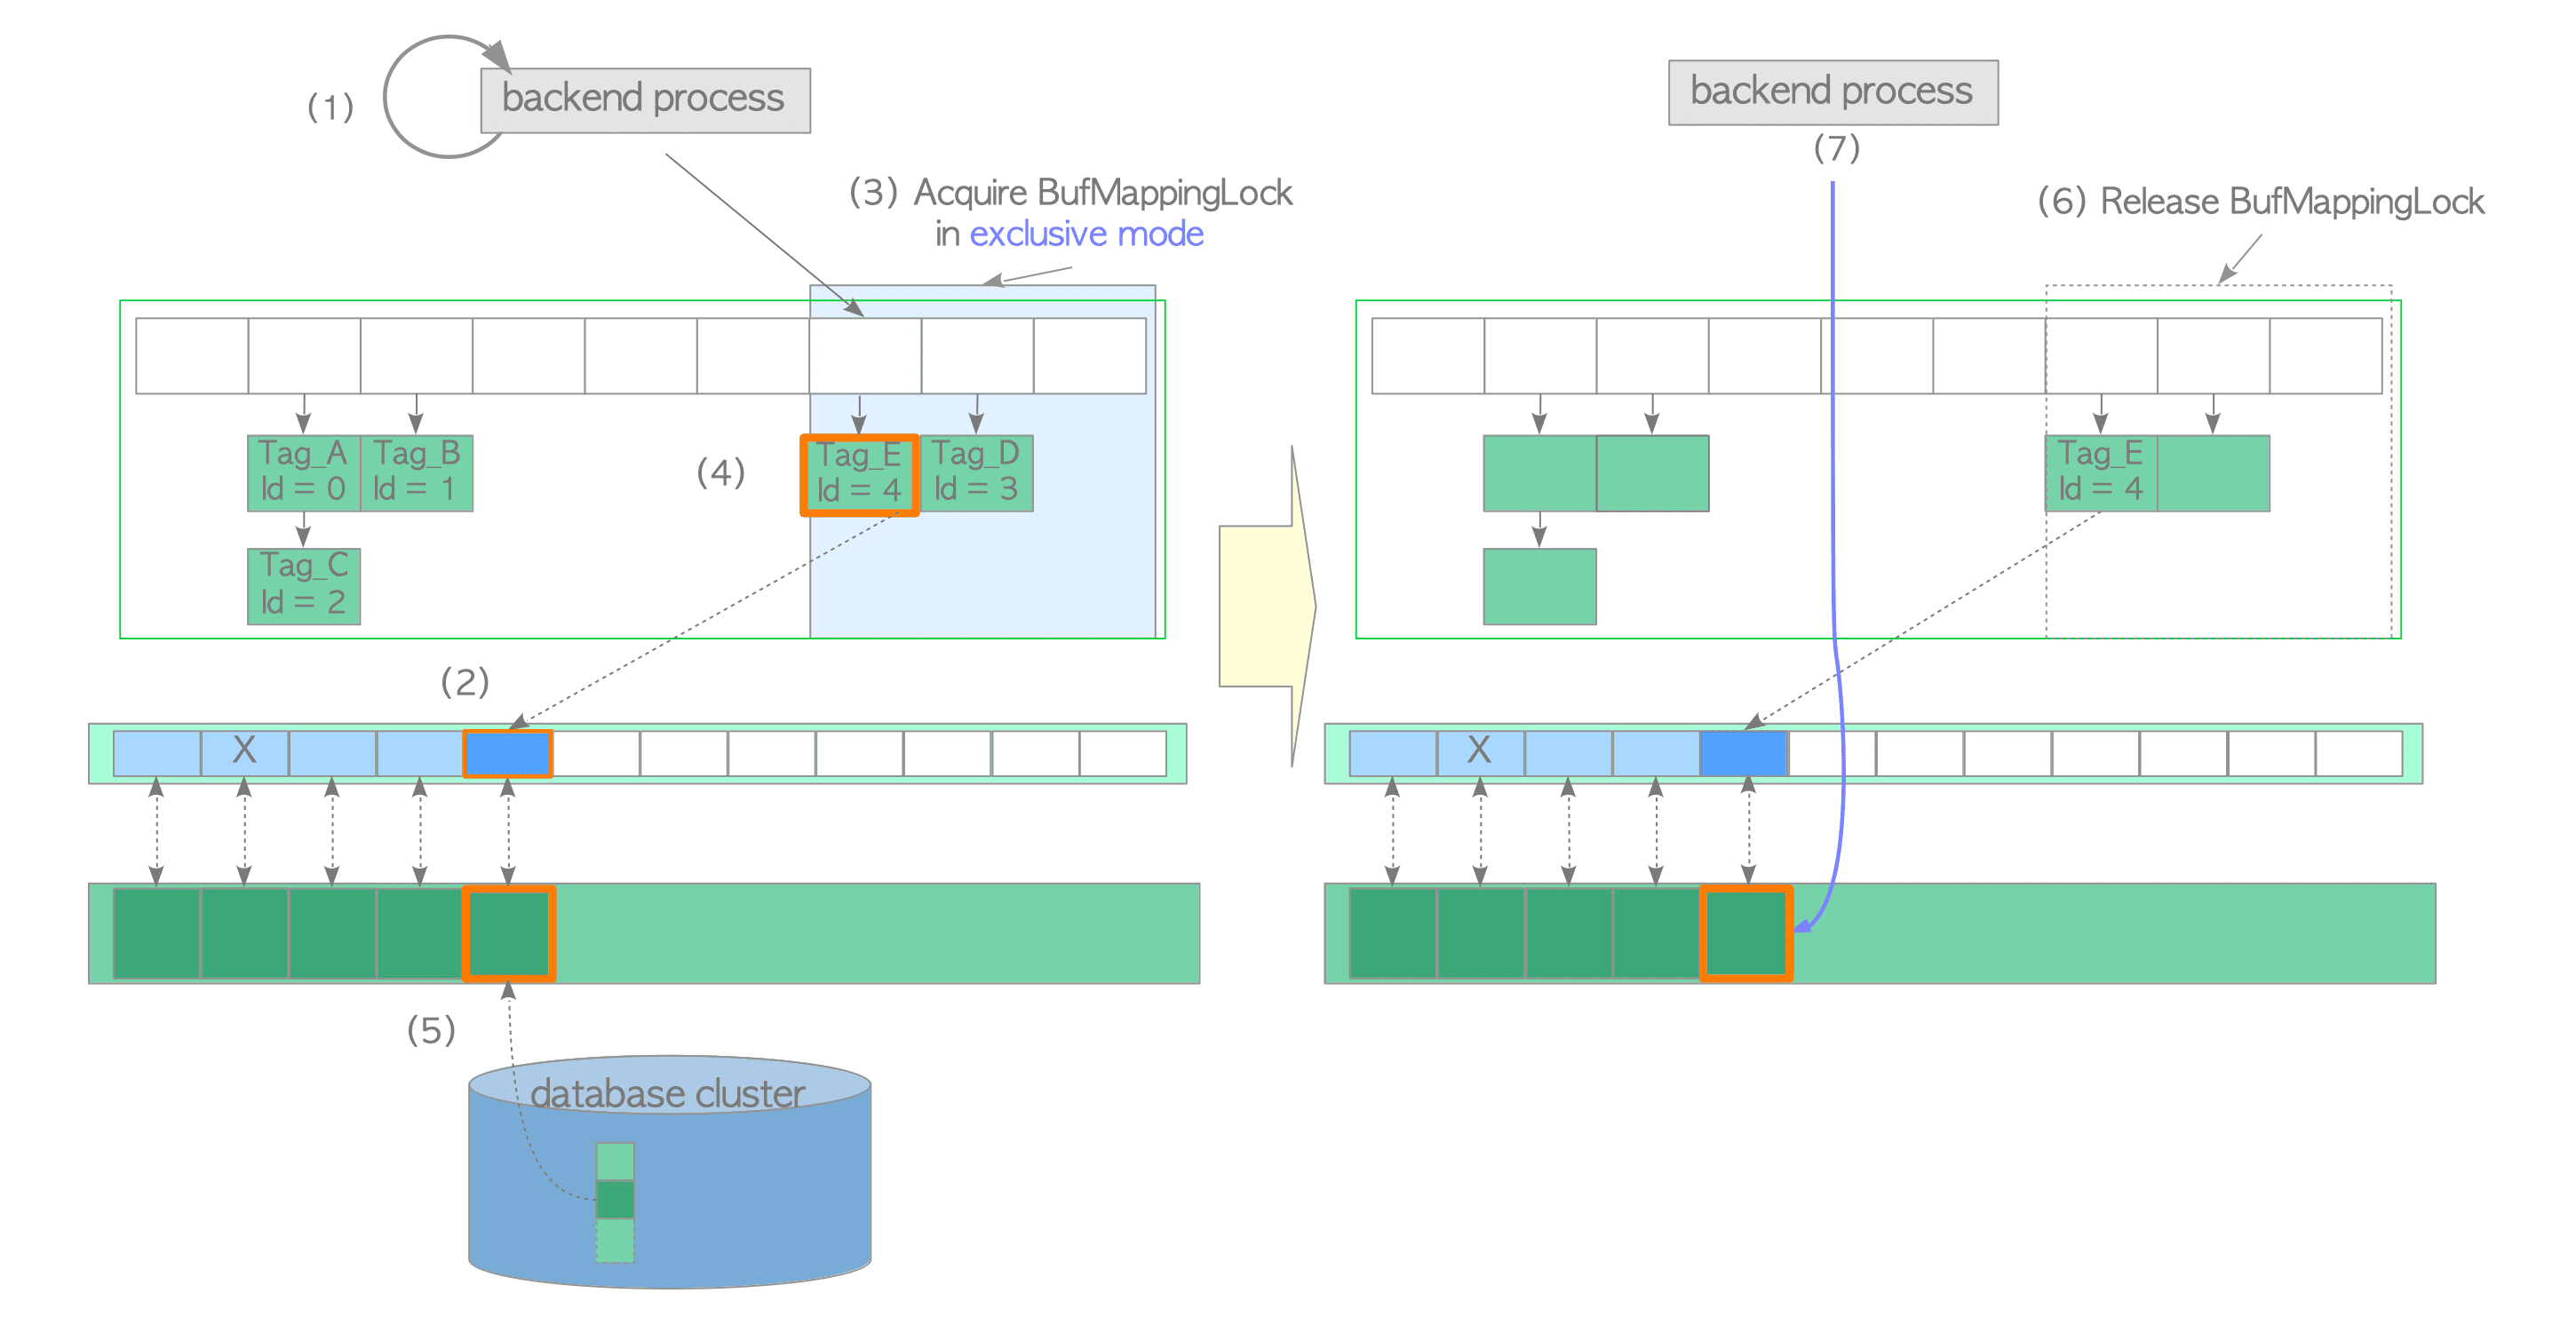 (1)
backend process
(3) Acquire BufMappingLock
in exclusive mode
Tag_A
Id = 0
Tag_B
Id = 1
(4)
Tag_E
Id = 4
Tag_D
Id = 3
Tag_C
Id = 2
(2)
X
(5)
database cluster
backend process
(7)
(6) Release BufMappingLock
Tag_E
Id = 4
X